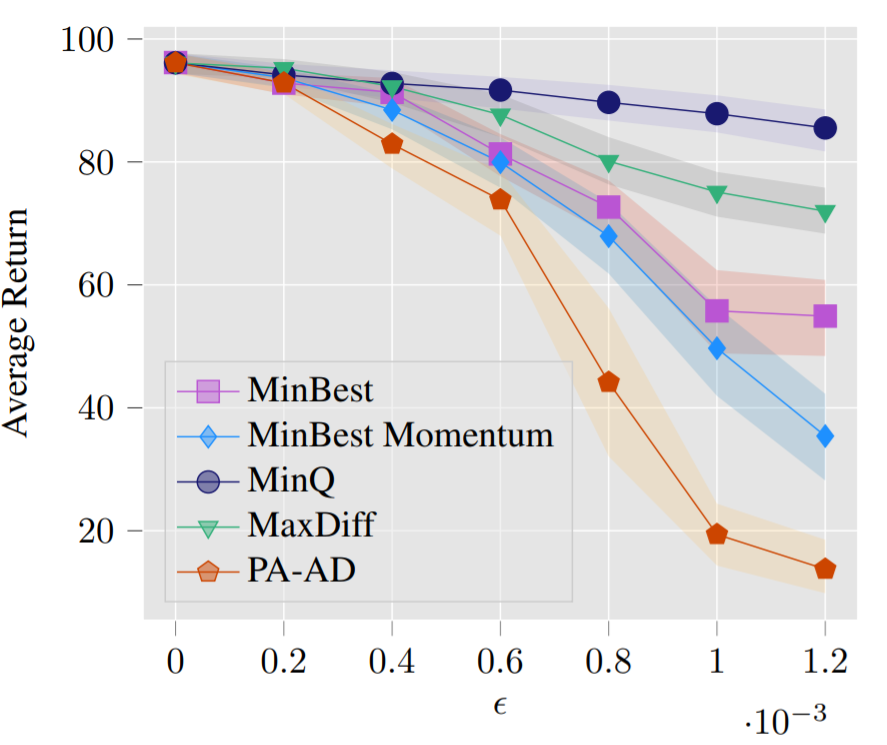 100
80
60
40
20
Average Return
MinBest
MinBest Momentum
MinQ
MaxDiff
PA-AD
0 0.2 0.4 0.6 0.8 1 1.2
ϵ
·10⁻³